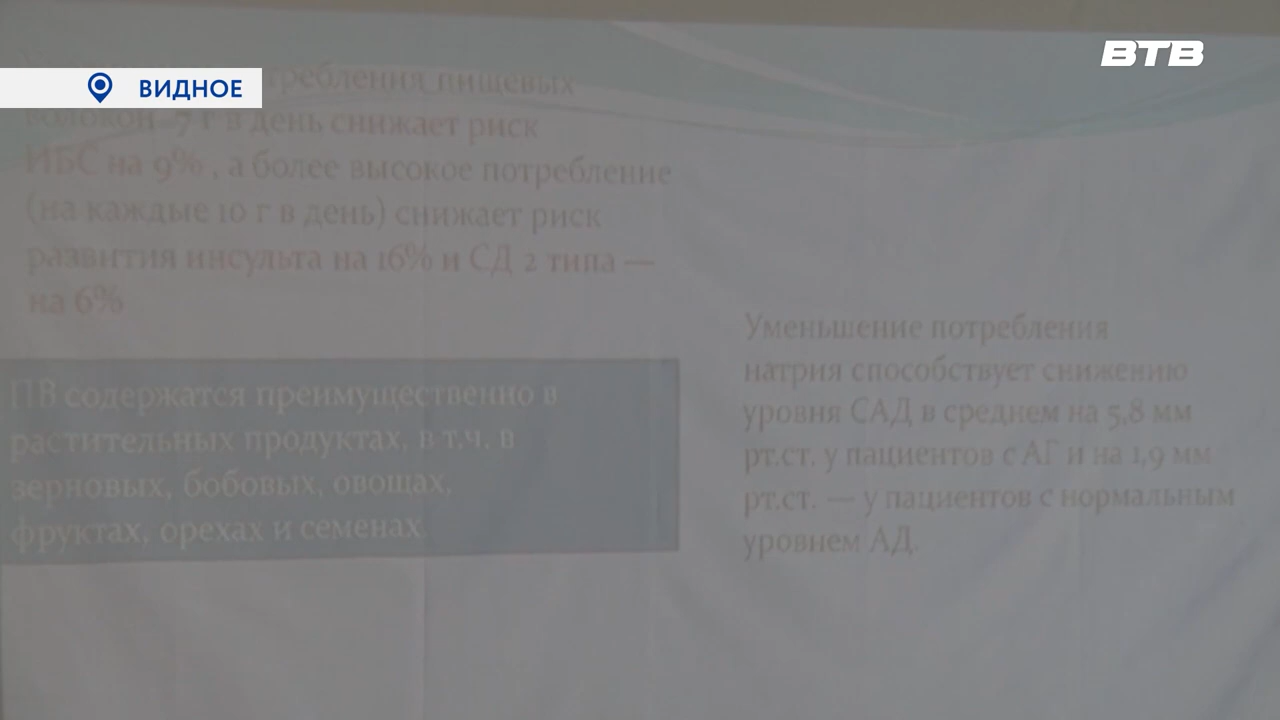 ВТВ
ВИДНОЕ
пищевых
волокон 7 г в день снижает риск
ИБС на 9% , а более высокое потребление
(на каждые 10 г в день) снижает риск
развития инсульта на 16% и СД 2 типа —
на 6%
ПВ содержатся преимущественно в
растительных продуктах, в т.ч. в
зерновых, бобовых, овощах,
фруктах, орехах и семенах
Уменьшение потребления
натрия способствует снижению
уровня САД в среднем на 5,8 мм
рт.ст. у пациентов с АГ и на 1,9 мм
рт.ст. — у пациентов с нормальным
уровнем АД.